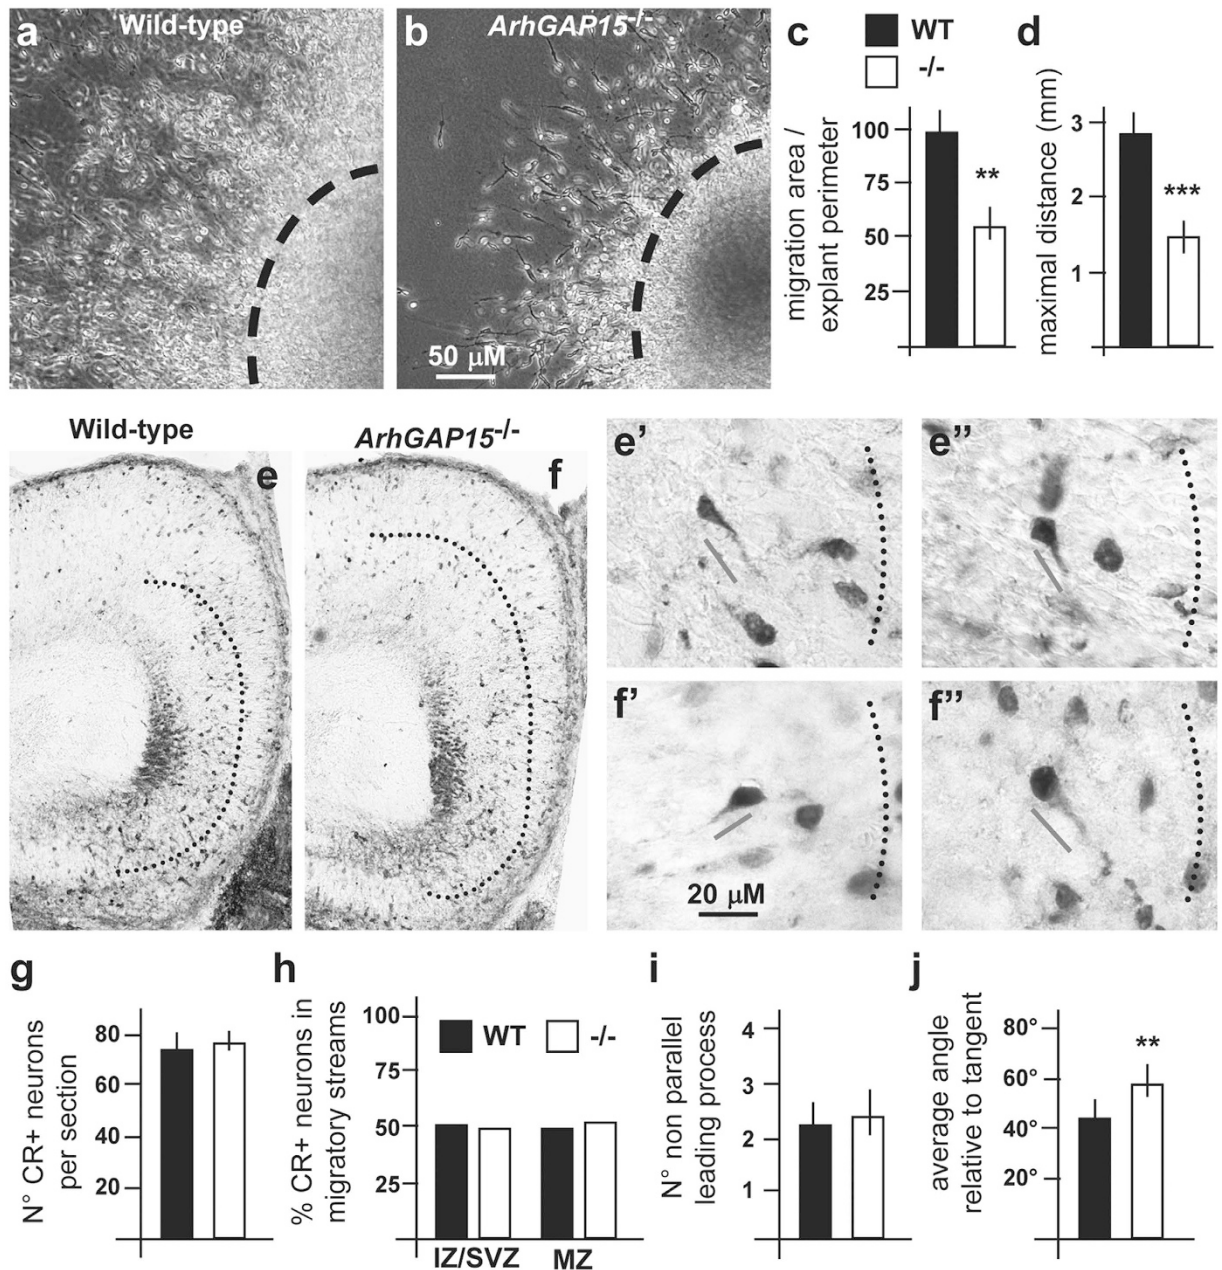 a
Wild-type
b
ArhGAP15-/-
50 µM
c
WT
-/-
d
migration area /
explant perimeter
100
75
50
25
**
maximal distance (mm)
3
2
1
***
Wild-type
e
ArhGAP15-/-
f
e'
e''
f'
20 µM
f''
g
N° CR+ neurons
per section
80
60
40
20
h
% CR+ neurons in
migratory streams
100
75
50
25
WT
-/-
IZ/SVZ
MZ
i
N° non parallel
leading process
4
3
2
1
j
average angle
relative to tangent
80°
60°
40°
20°
**